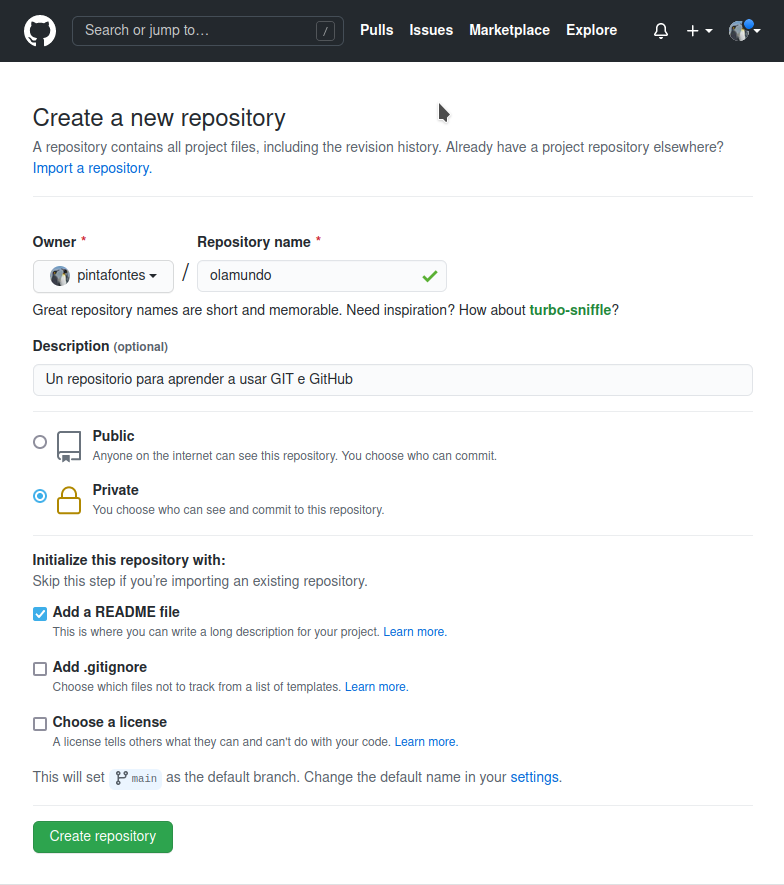 Search or jump to… /
Pulls Issues Marketplace Explore
Create a new repository
A repository contains all project files, including the revision history. Already have a project repository elsewhere?
Import a repository.
Owner * Repository name *
pintafontes / olamundo
Great repository names are short and memorable. Need inspiration? How about turbo-sniffle?
Description (optional)
Un repositorio para aprender a usar GIT e GitHub
Public
Anyone on the internet can see this repository. You choose who can commit.
Private
You choose who can see and commit to this repository.
Initialize this repository with:
Skip this step if you're importing an existing repository.
Add a README file
This is where you can write a long description for your project. Learn more.
Add .gitignore
Choose which files not to track from a list of templates. Learn more.
Choose a license
A license tells others what they can and can't do with your code. Learn more.
This will set main as the default branch. Change the default name in your settings.
Create repository